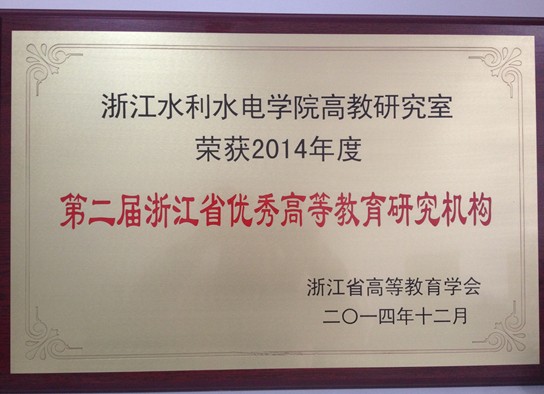 浙江水利水电学院高教研究室
荣获2014年度
第二届浙江省优秀高等教育研究机构
浙江省高等教育学会
二〇一四年十二月